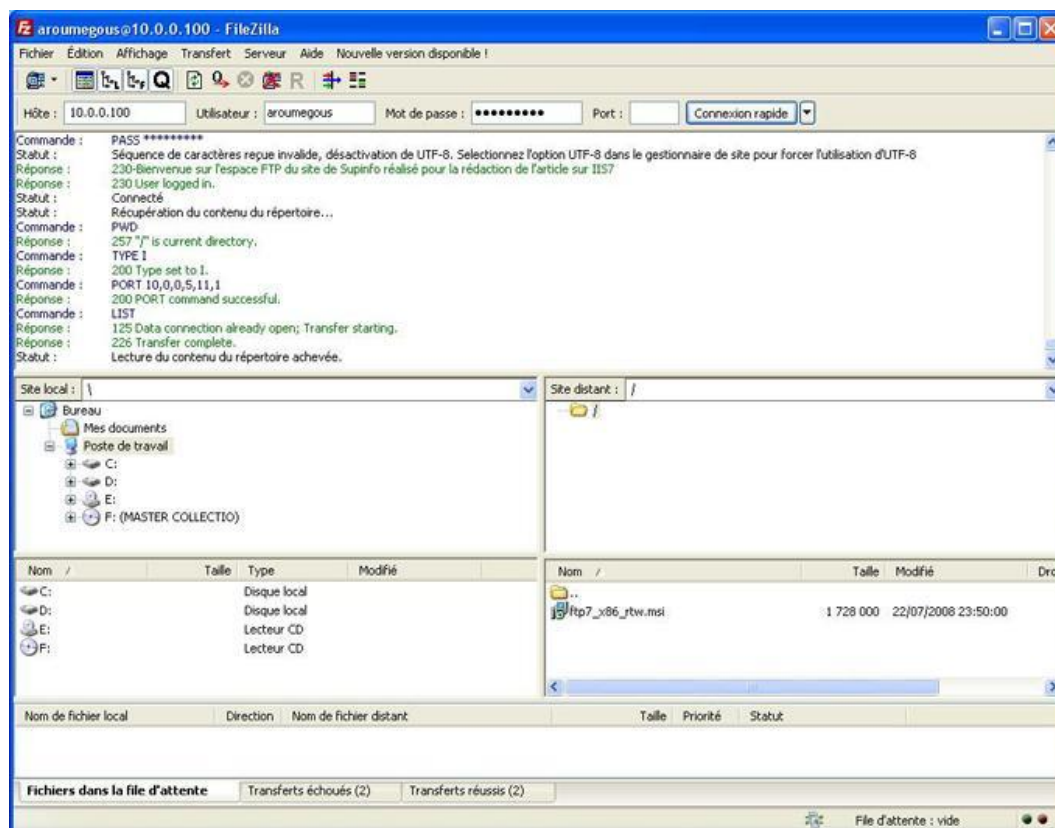 aroumegous@10.0.0.100 - FileZilla
Fichier Édition Affichage Transfert Serveur Aide Nouvelle version disponible !
Hôte : 10.0.0.100 Utilisateur : aroumegous Mot de passe : ●●●●●●●●● Port : Connexion rapide
Commande : PASS *********
Statut : Séquence de caractères reçue invalide, désactivation de UTF-8. Selectionnez l'option UTF-8 dans le gestionnaire de site pour forcer l'utilisation d'UTF-8
Réponse : 230-Bienvenue sur l'espace FTP du site de Supinfo réalisé pour la rédaction de l'article sur IIS7
Réponse : 230 User logged in.
Statut : Connecté
Statut : Récupération du contenu du répertoire...
Commande : PWD
Réponse : 257 "/" is current directory.
Commande : TYPE I
Réponse : 200 Type set to I.
Commande : PORT 10,0,0,5,11,1
Réponse : 200 PORT command successful.
Commande : LIST
Réponse : 125 Data connection already open; Transfer starting.
Réponse : 226 Transfer complete.
Statut : Lecture du contenu du répertoire achevée.
Site local : \ Site distant : /
Bureau /
Mes documents
Poste de travail
C:
D:
E:
F: (MASTER COLLECTIO)
Nom / Taille Type Modifié Nom / Taille Modifié Dro
C: Disque local ..
D: Disque local ftp7_x86_rtw.msi 1 728 000 22/07/2008 23:50:00
E: Lecteur CD
F: Lecteur CD
Nom de fichier local Direction Nom de fichier distant Taille Priorité Statut
Fichiers dans la file d'attente Transferts échoués (2) Transferts réussis (2)
File d'attente : vide